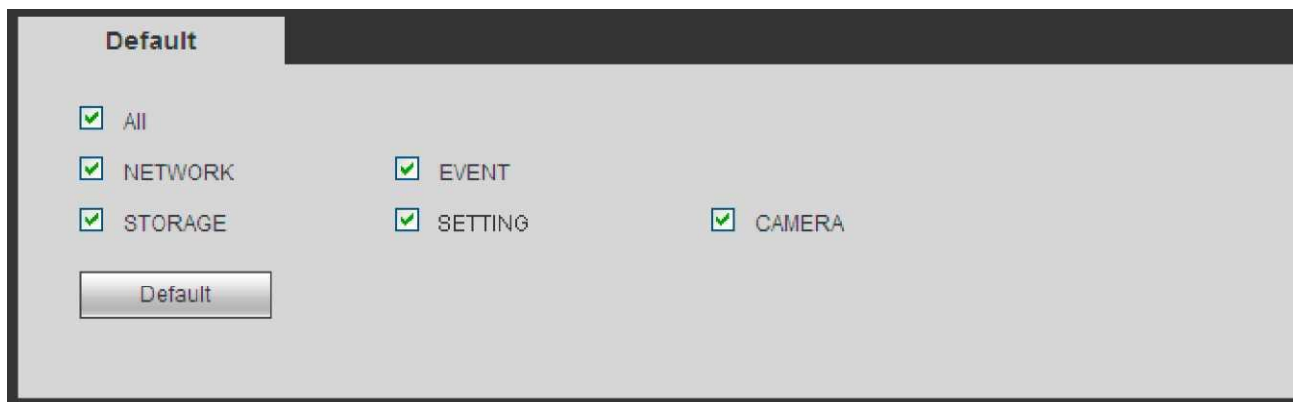 Default
All
NETWORK EVENT
STORAGE SETTING CAMERA
Default